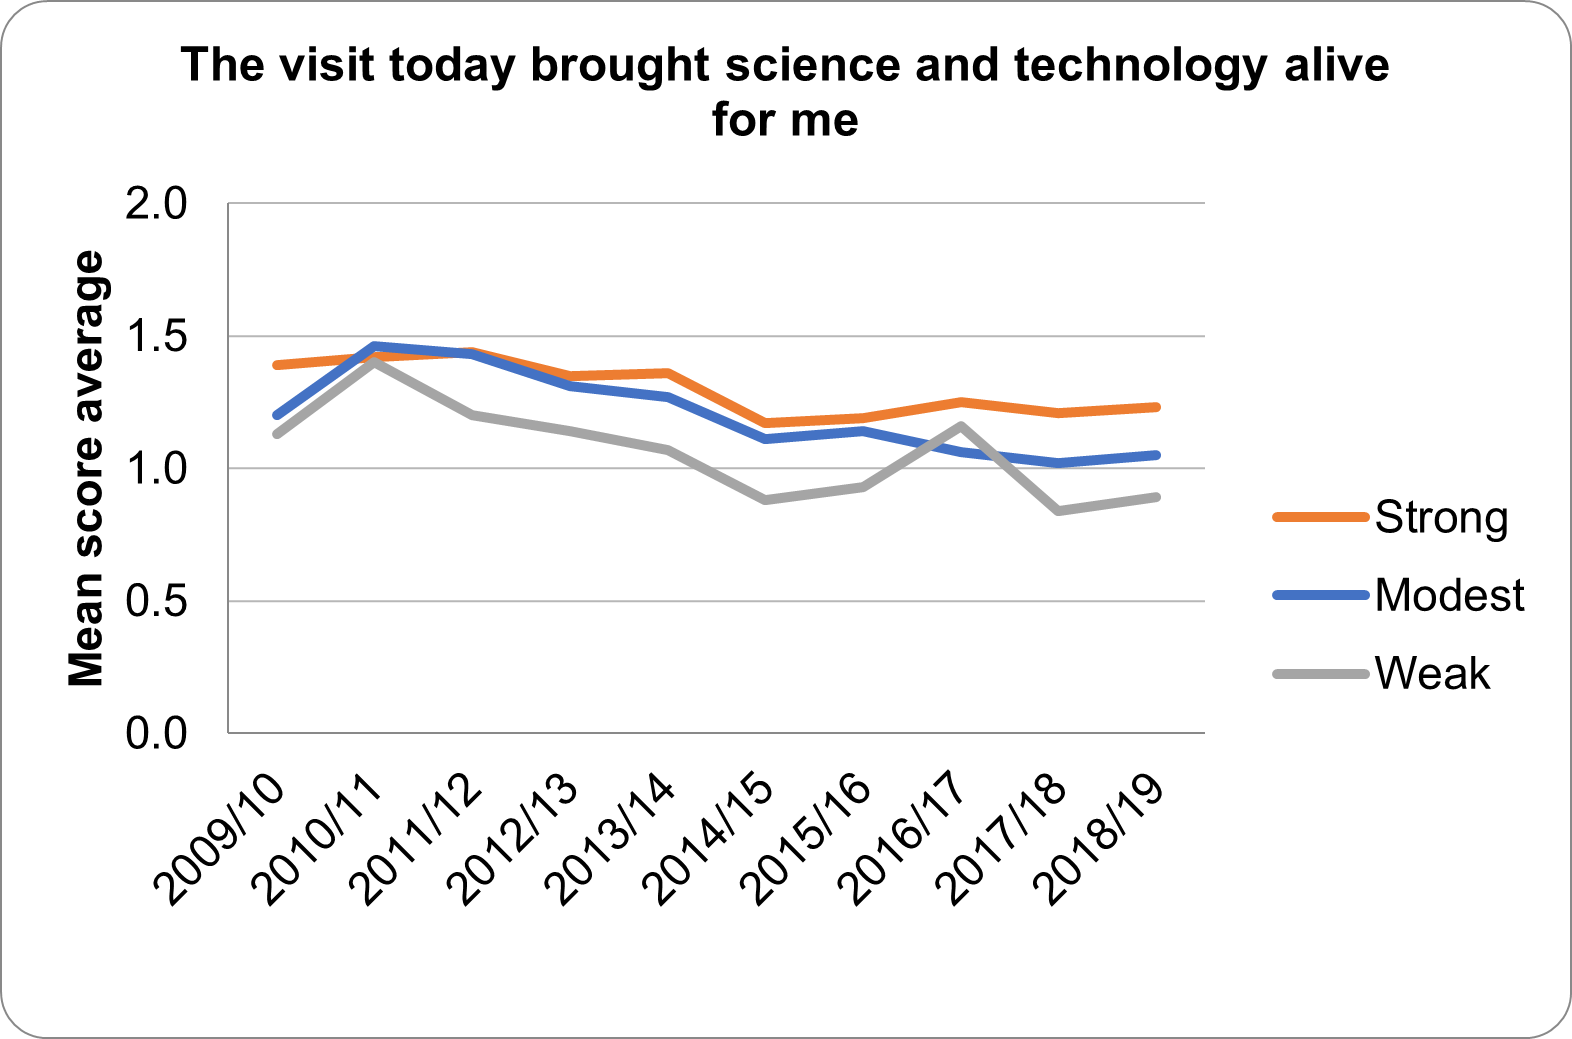 The visit today brought science and technology alive
for me
Mean score average
2.0
1.5
1.0
0.5
0.0
2009/10
2010/11
2011/12
2012/13
2013/14
2014/15
2015/16
2016/17
2017/18
2018/19
Strong
Modest
Weak